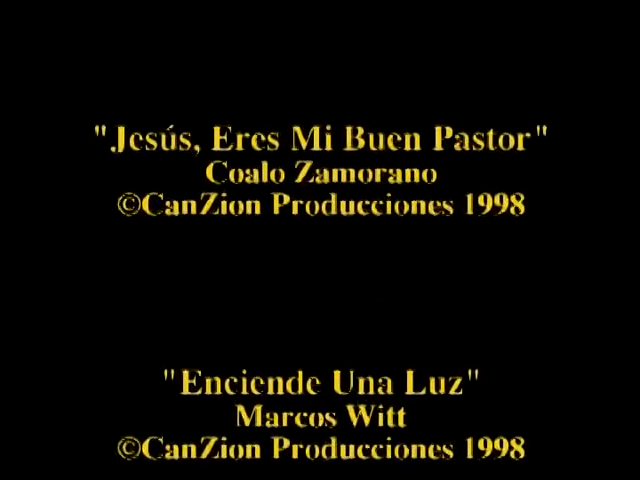 "Jesús, Eres Mi Buen Pastor"
Coalo Zamorano
©CanZion Producciones 1998
"Enciende Una Luz"
Marcos Witt
©CanZion Producciones 1998